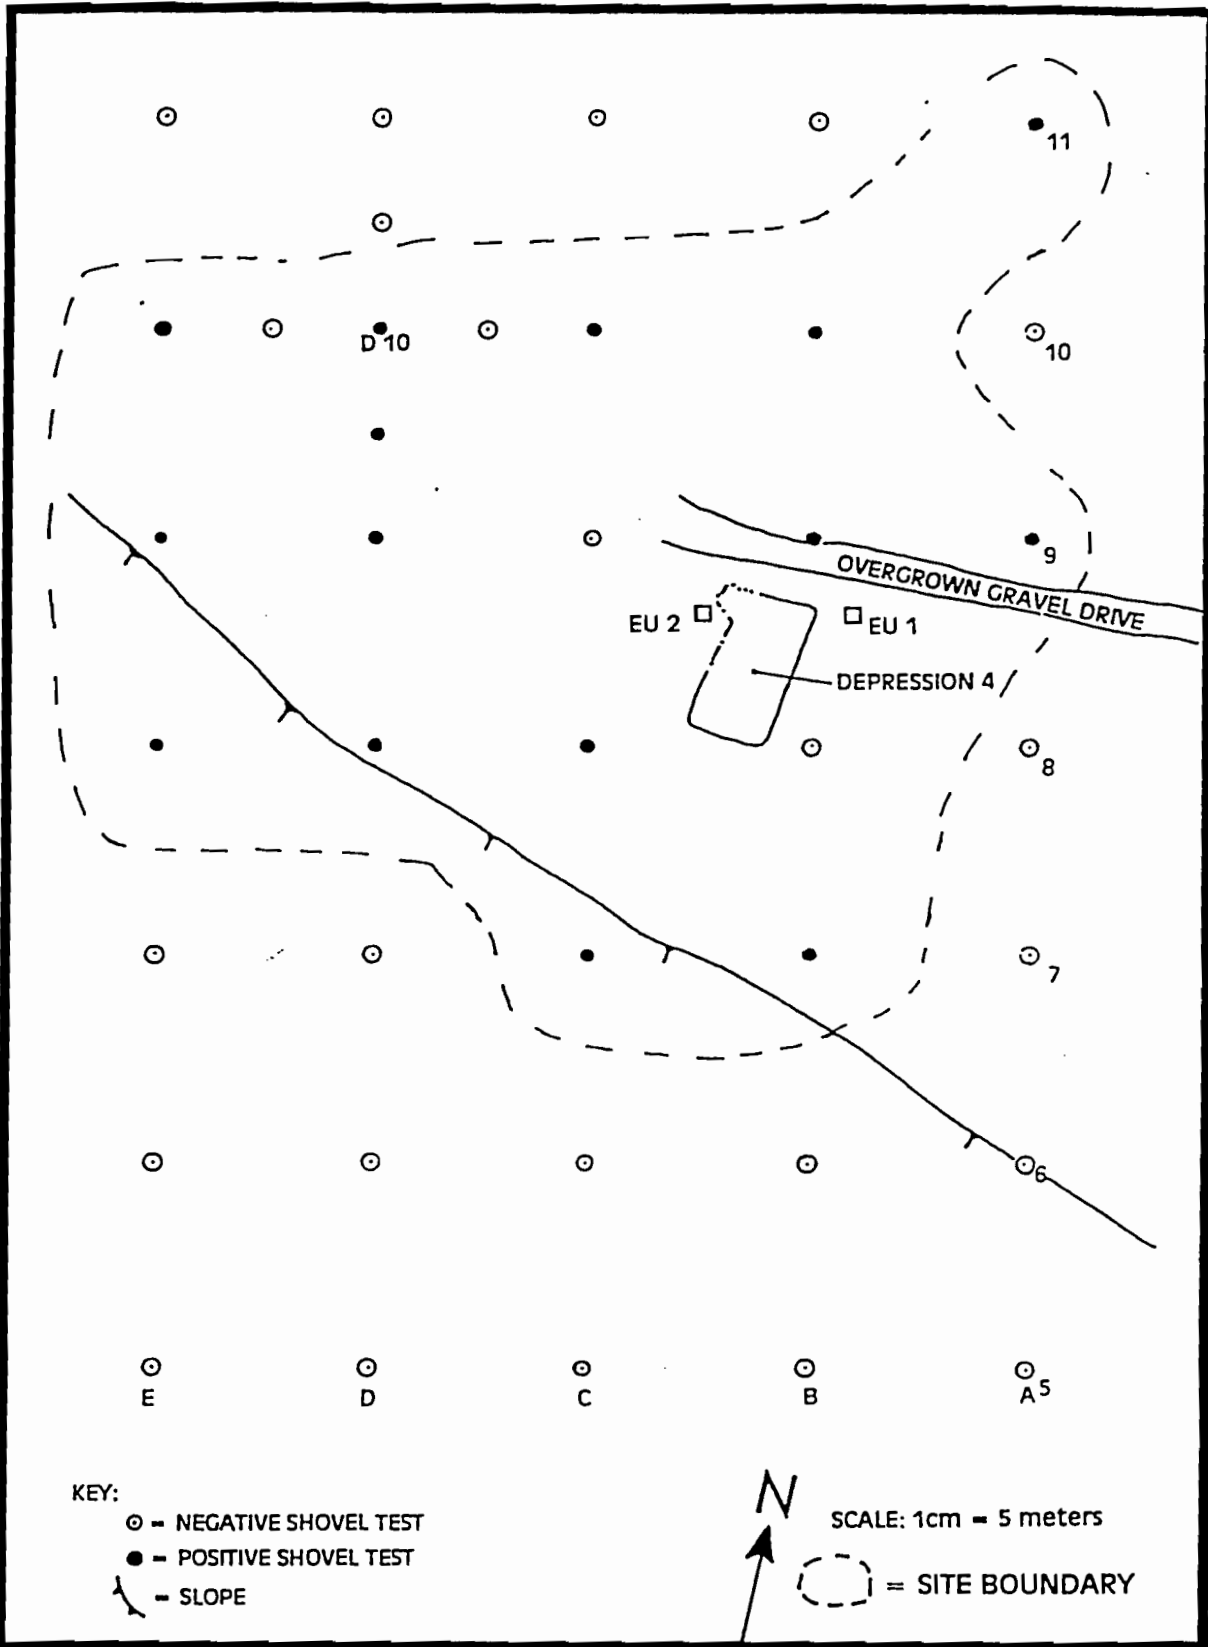 11
D 10
10
9
OVERGROWN GRAVEL DRIVE
EU 2
EU 1
DEPRESSION 4
8
7
6
E
D
C
B
A 5
KEY:
⊙ - NEGATIVE SHOVEL TEST
● - POSITIVE SHOVEL TEST
- SLOPE
N
SCALE: 1cm = 5 meters
= SITE BOUNDARY